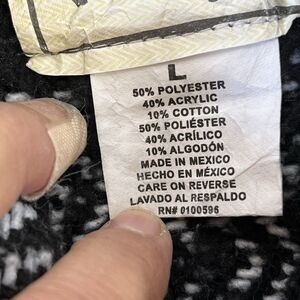 L
50% POLYESTER
40% ACRYLIC
10% COTTON
50% POLIÉSTER
40% ACRÍLICO
10% ALGODÓN
MADE IN MEXICO
HECHO EN MÉXICO
CARE ON REVERSE
LAVADO AL RESPALDO
RN# 0100596